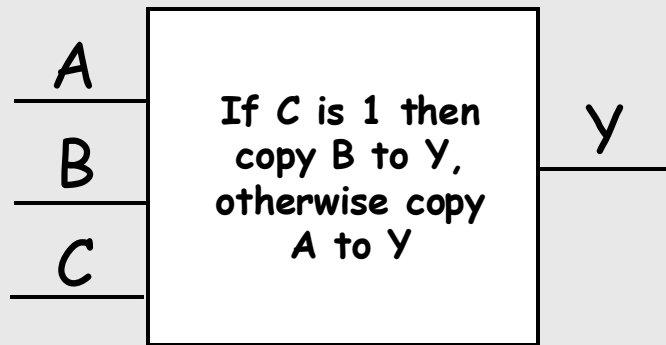 A
B
C
If C is 1 then
copy B to Y,
otherwise copy
A to Y
Y